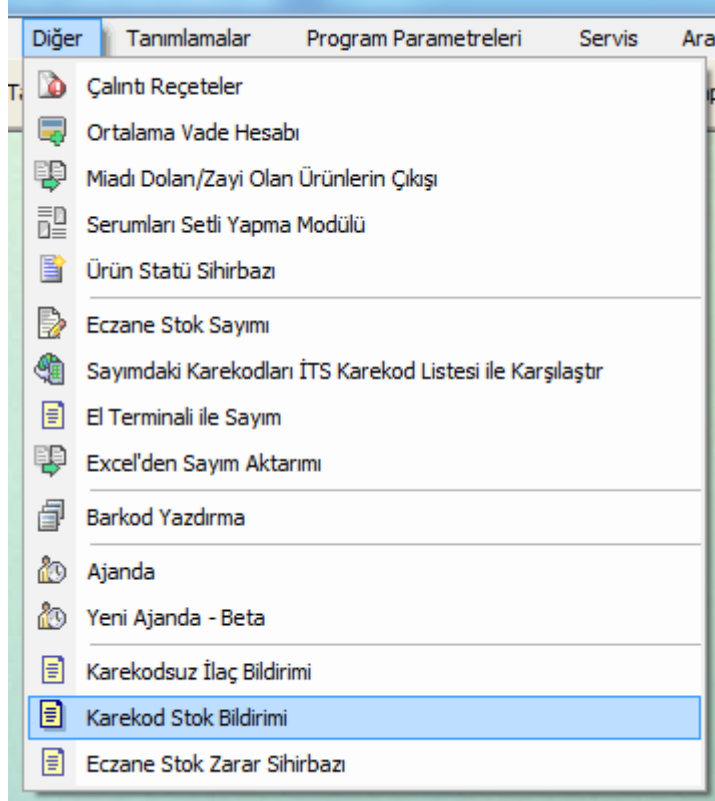 Diğer Tanımlamalar Program Parametreleri Servis
Çalıntı Reçeteler
Ortalama Vade Hesabı
Miadı Dolan/Zayi Olan Ürünlerin Çıkışı
Serumları Setli Yapma Modülü
Ürün Statü Sihirbazı
Eczane Stok Sayımı
Sayımdaki Karekodları İTS Karekod Listesi ile Karşılaştır
El Terminali ile Sayım
Excel'den Sayım Aktarımı
Barkod Yazdırma
Ajanda
Yeni Ajanda - Beta
Karekodsuz İlaç Bildirimi
Karekod Stok Bildirimi
Eczane Stok Zarar Sihirbazı